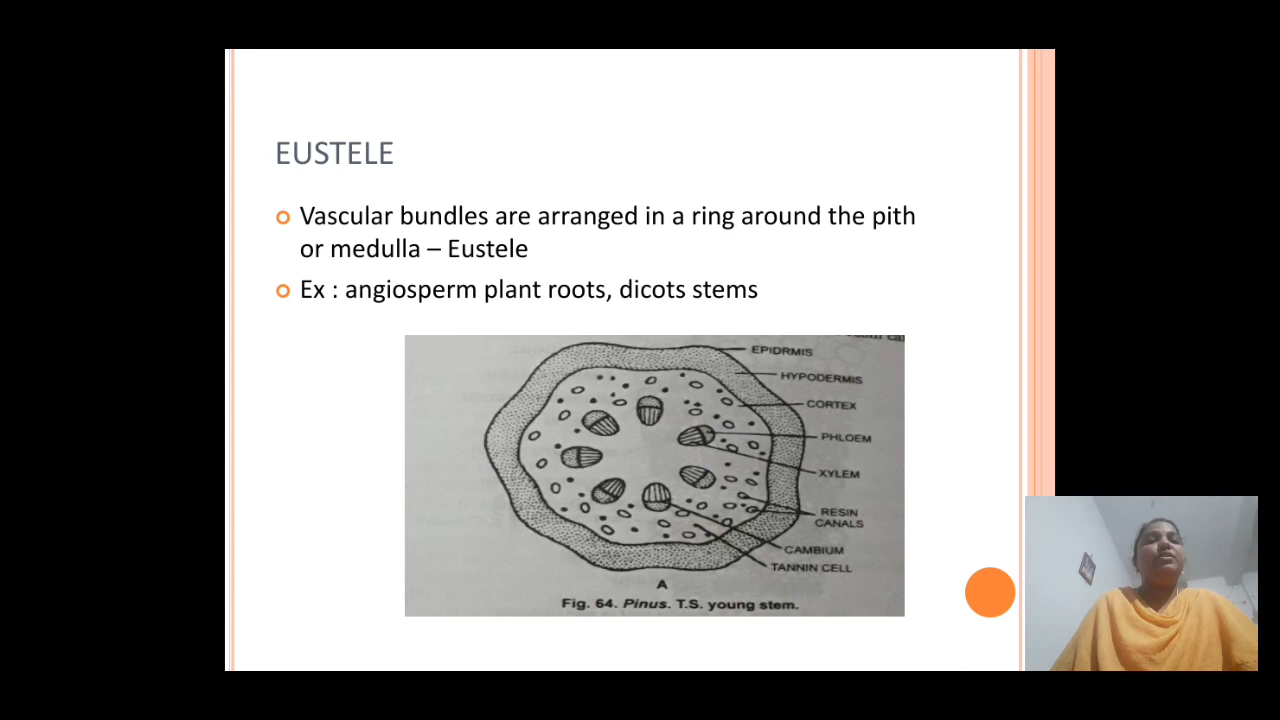 EUSTELE
Vascular bundles are arranged in a ring around the pith
or medulla – Eustele
Ex : angiosperm plant roots, dicots stems
EPIDRMIS
HYPODERMIS
CORTEX
PHLOEM
XYLEM
RESIN
CANALS
CAMBIUM
TANNIN CELL
A
Fig. 64. Pinus. T.S. young stem.